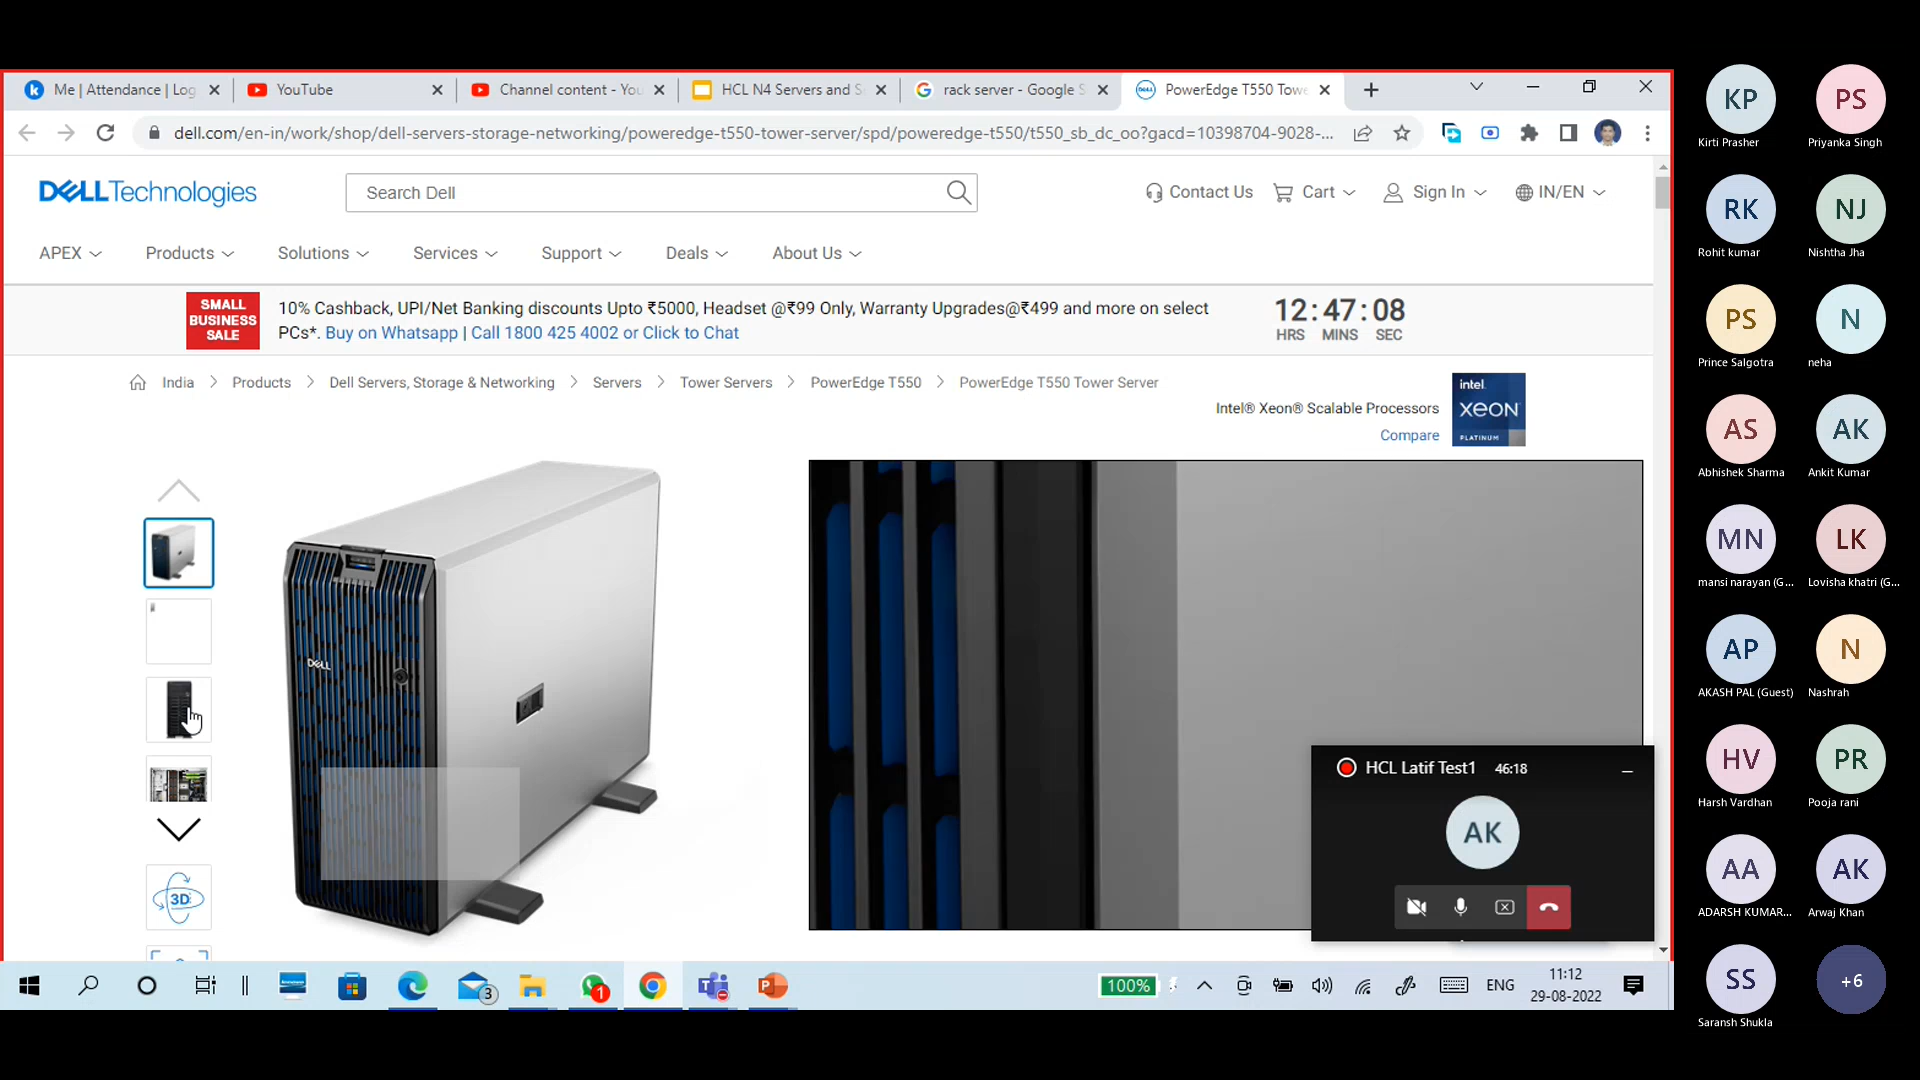 Me | Attendance | Log
YouTube
Channel content - You
HCL N4 Servers and S
rack server - Google S
PowerEdge T550 Towe
dell.com/en-in/work/shop/dell-servers-storage-networking/poweredge-t550-tower-server/spd/poweredge-t550/t550_sb_dc_oo?gacd=10398704-9028-...
DELLTechnologies
Search Dell
Contact Us
Cart
Sign In
IN/EN
APEX
Products
Solutions
Services
Support
Deals
About Us
SMALL
BUSINESS
SALE
10% Cashback, UPI/Net Banking discounts Upto ₹5000, Headset @₹99 Only, Warranty Upgrades@₹499 and more on select
PCs*. Buy on Whatsapp | Call 1800 425 4002 or Click to Chat
12:47:08
HRS MINS SEC
India
Products
Dell Servers, Storage & Networking
Servers
Tower Servers
PowerEdge T550
PowerEdge T550 Tower Server
Intel® Xeon® Scalable Processors
Compare
intel.
XEON
PLATINUM
DELL
3D
HCL Latif Test1 46:18
AK
100%
3
1
ENG
11:12
29-08-2022
KP
Kirti Prasher
PS
Priyanka Singh
RK
Rohit kumar
NJ
Nishtha Jha
PS
Prince Salgotra
N
neha
AS
Abhishek Sharma
AK
Ankit Kumar
MN
mansi narayan (G...
LK
Lovisha khatri (G...
AP
AKASH PAL (Guest)
N
Nashrah
HV
Harsh Vardhan
PR
Pooja rani
AA
ADARSH KUMAR...
AK
Arwaj Khan
SS
Saransh Shukla
+6